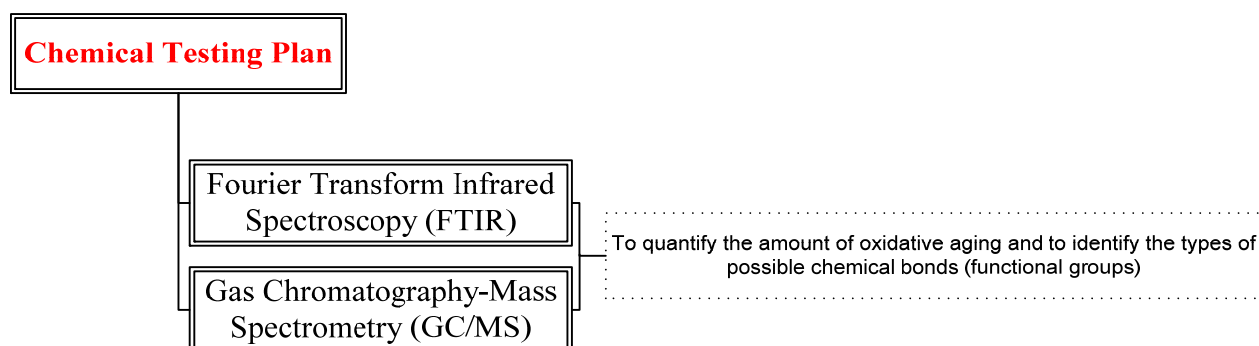 Chemical Testing Plan
Fourier Transform Infrared
Spectroscopy (FTIR)
Gas Chromatography-Mass
Spectrometry (GC/MS)
To quantify the amount of oxidative aging and to identify the types of
possible chemical bonds (functional groups)